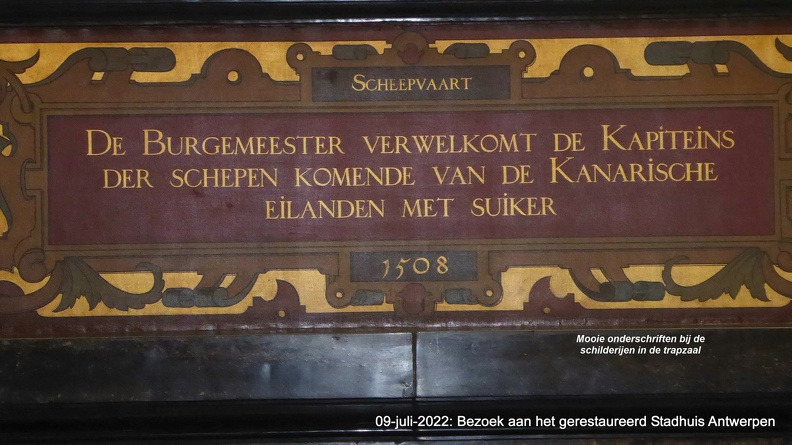 Scheepvaart
De Burgemeester verwelkomt de Kapiteins
der schepen komende van de Kanarische
eilanden met suiker
1508
Mooie onderschriften bij de
schilderijen in de trapzaal
09-juli-2022: Bezoek aan het gerestaureerd Stadhuis Antwerpen